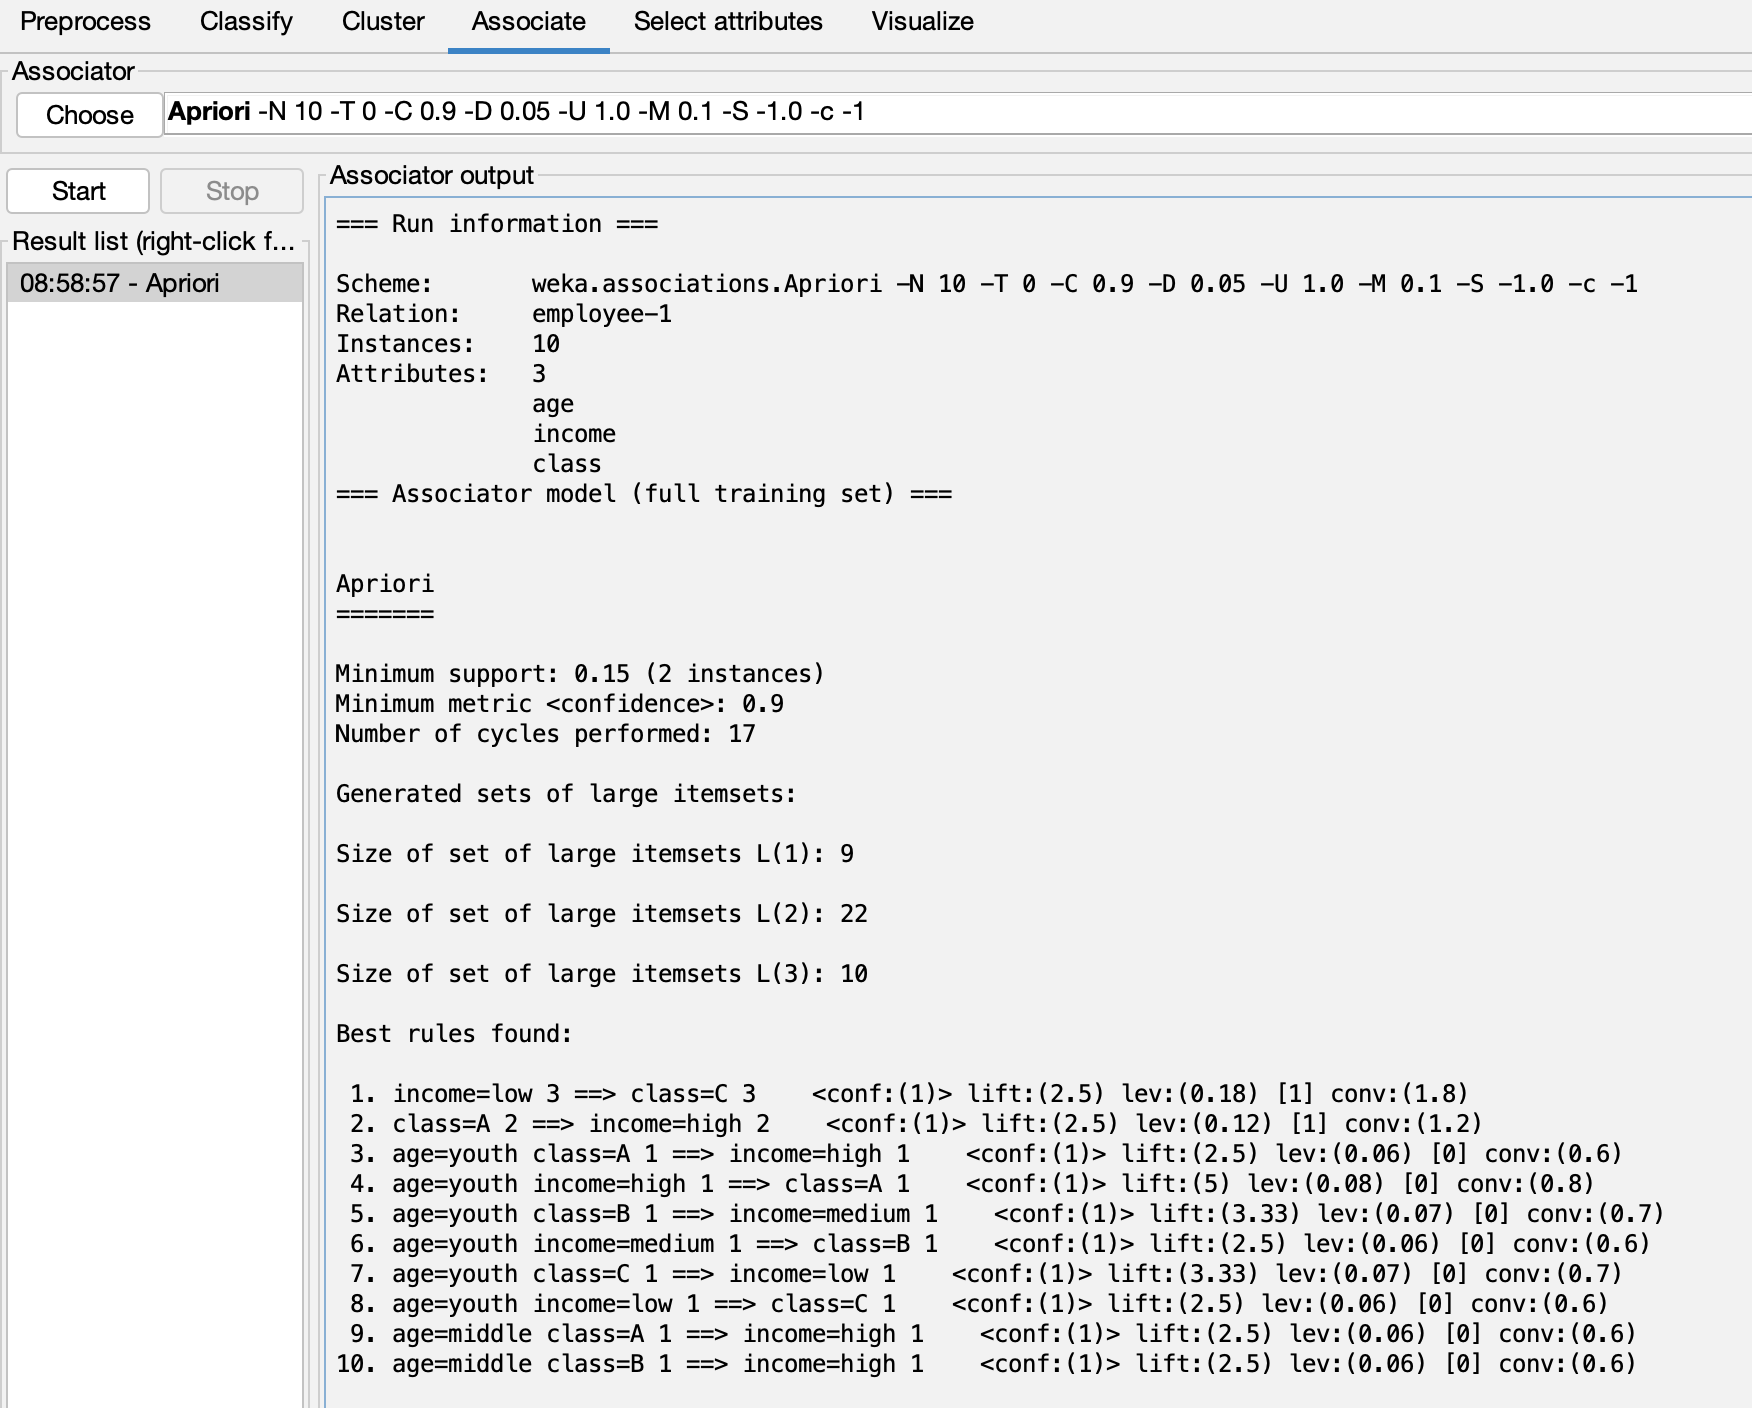 Preprocess Classify Cluster Associate Select attributes Visualize
Associator
Choose Apriori -N 10 -T 0 -C 0.9 -D 0.05 -U 1.0 -M 0.1 -S -1.0 -c -1
Start Stop
Result list (right-click f...
08:58:57 - Apriori
Associator output
=== Run information ===
Scheme: weka.associations.Apriori -N 10 -T 0 -C 0.9 -D 0.05 -U 1.0 -M 0.1 -S -1.0 -c -1
Relation: employee-1
Instances: 10
Attributes: 3
age
income
class
=== Associator model (full training set) ===
Apriori
=======
Minimum support: 0.15 (2 instances)
Minimum metric <confidence>: 0.9
Number of cycles performed: 17
Generated sets of large itemsets:
Size of set of large itemsets L(1): 9
Size of set of large itemsets L(2): 22
Size of set of large itemsets L(3): 10
Best rules found:
1. income=low 3 ==> class=C 3 <conf:(1)> lift:(2.5) lev:(0.18) [1] conv:(1.8)
2. class=A 2 ==> income=high 2 <conf:(1)> lift:(2.5) lev:(0.12) [1] conv:(1.2)
3. age=youth class=A 1 ==> income=high 1 <conf:(1)> lift:(2.5) lev:(0.06) [0] conv:(0.6)
4. age=youth income=high 1 ==> class=A 1 <conf:(1)> lift:(5) lev:(0.08) [0] conv:(0.8)
5. age=youth class=B 1 ==> income=medium 1 <conf:(1)> lift:(3.33) lev:(0.07) [0] conv:(0.7)
6. age=youth income=medium 1 ==> class=B 1 <conf:(1)> lift:(2.5) lev:(0.06) [0] conv:(0.6)
7. age=youth class=C 1 ==> income=low 1 <conf:(1)> lift:(3.33) lev:(0.07) [0] conv:(0.7)
8. age=youth income=low 1 ==> class=C 1 <conf:(1)> lift:(2.5) lev:(0.06) [0] conv:(0.6)
9. age=middle class=A 1 ==> income=high 1 <conf:(1)> lift:(2.5) lev:(0.06) [0] conv:(0.6)
10. age=middle class=B 1 ==> income=high 1 <conf:(1)> lift:(2.5) lev:(0.06) [0] conv:(0.6)